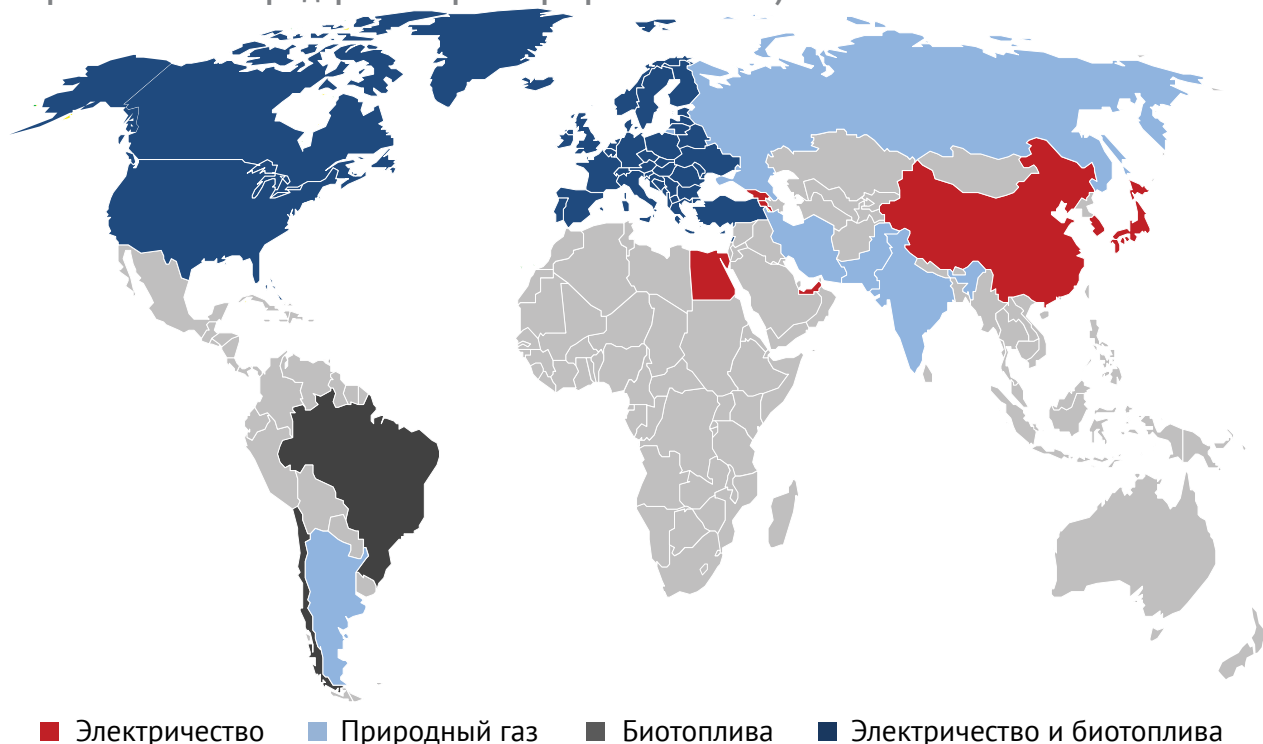 Электричество
Природный газ
Биотоплива
Электричество и биотоплива